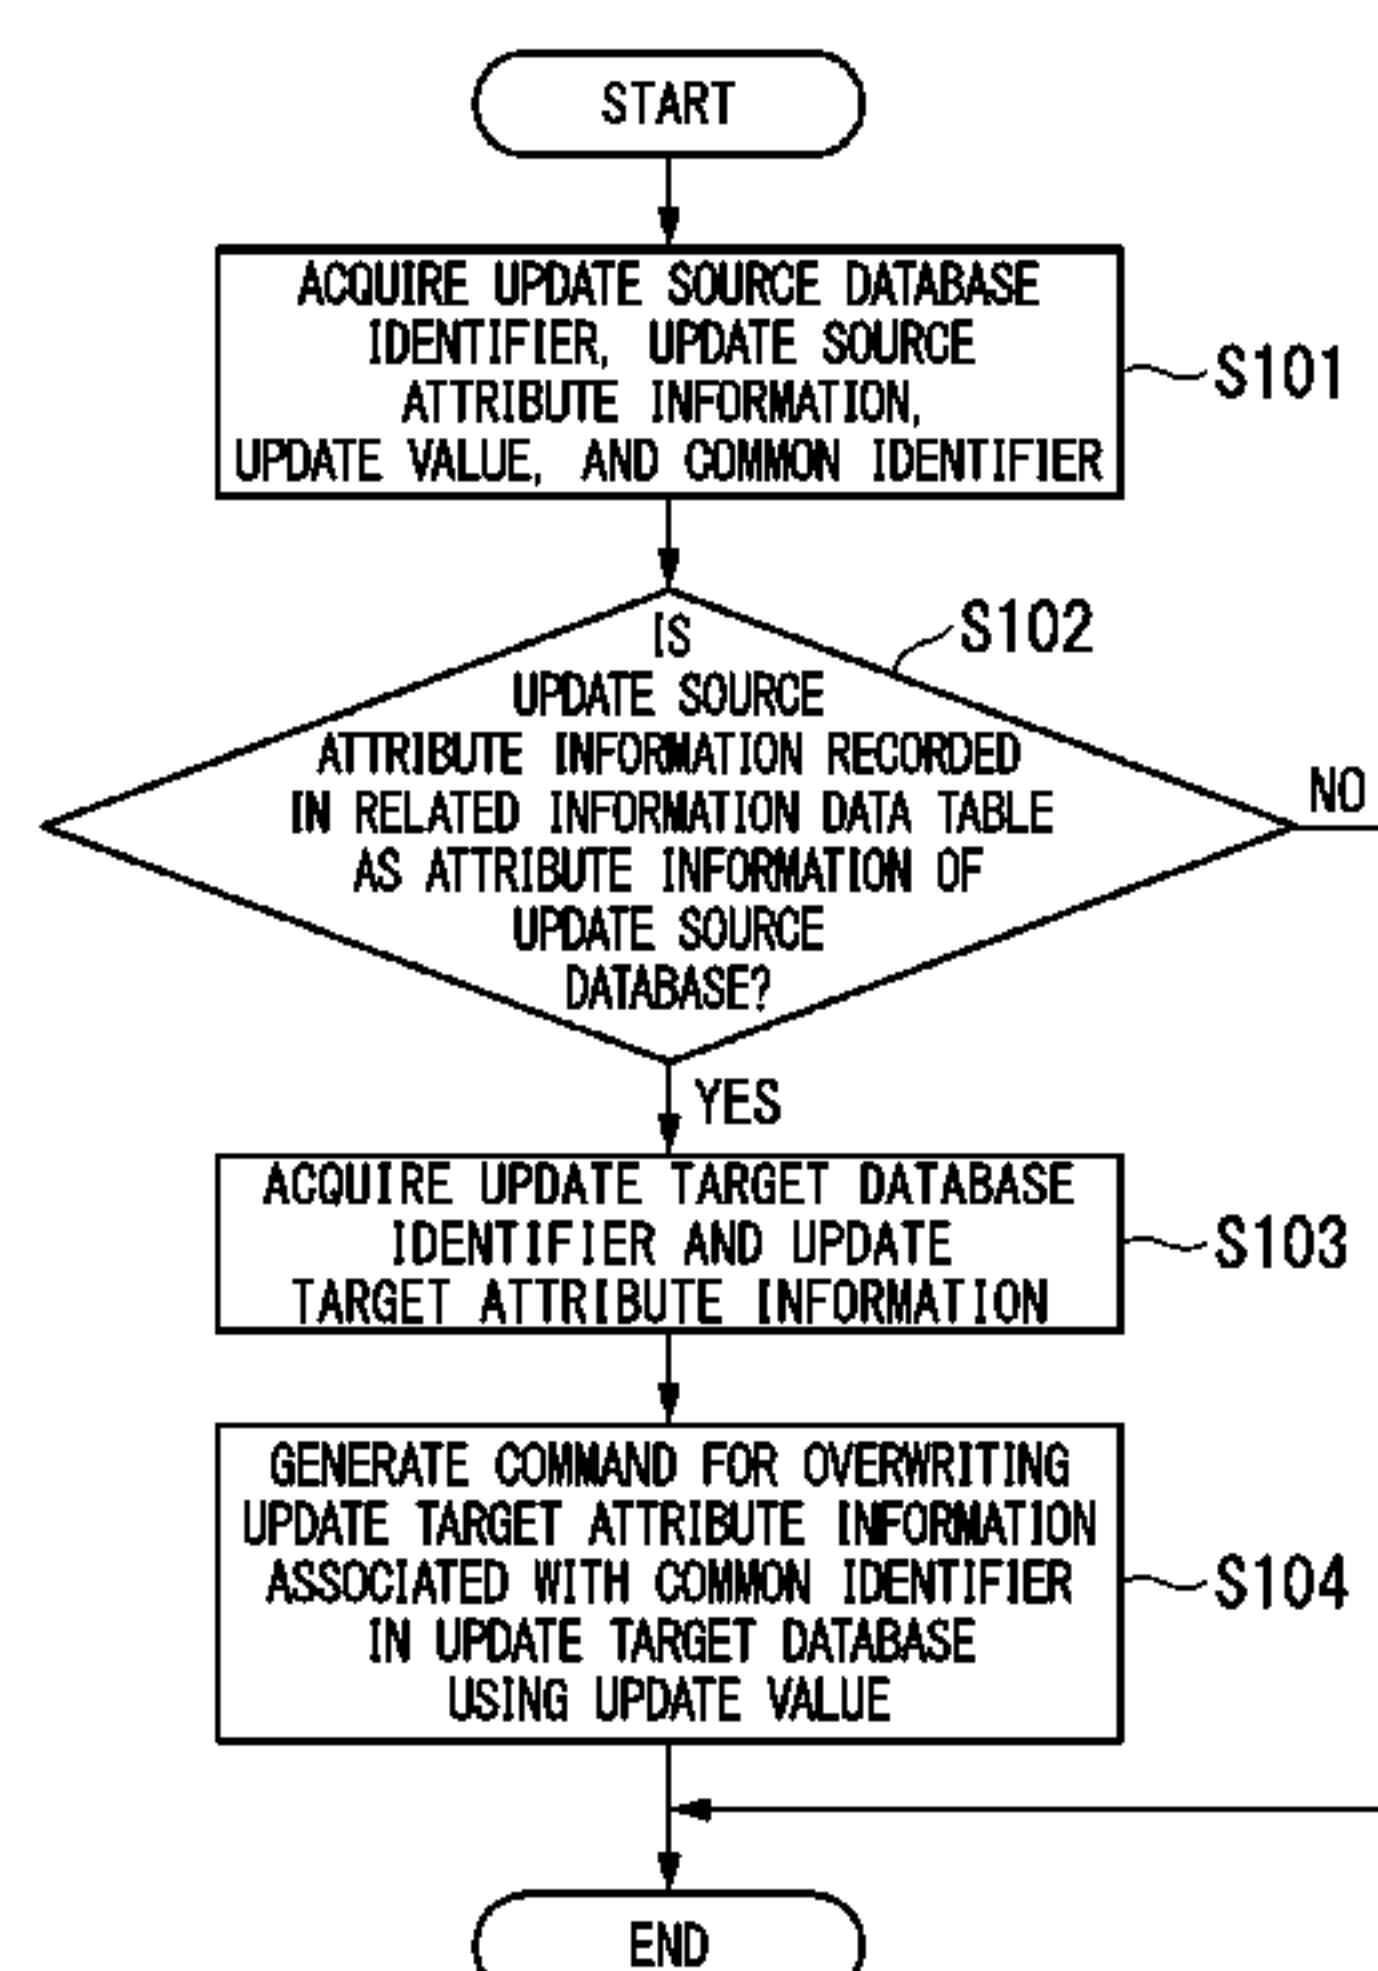 START
ACQUIRE UPDATE SOURCE DATABASE
IDENTIFIER, UPDATE SOURCE
ATTRIBUTE INFORMATION,
UPDATE VALUE, AND COMMON IDENTIFIER
S101
S102
IS
UPDATE SOURCE
ATTRIBUTE INFORMATION RECORDED
IN RELATED INFORMATION DATA TABLE
AS ATTRIBUTE INFORMATION OF
UPDATE SOURCE
DATABASE?
NO
YES
ACQUIRE UPDATE TARGET DATABASE
IDENTIFIER AND UPDATE
TARGET ATTRIBUTE INFORMATION
S103
GENERATE COMMAND FOR OVERWRITING
UPDATE TARGET ATTRIBUTE INFORMATION
ASSOCIATED WITH COMMON IDENTIFIER
IN UPDATE TARGET DATABASE
USING UPDATE VALUE
S104
END